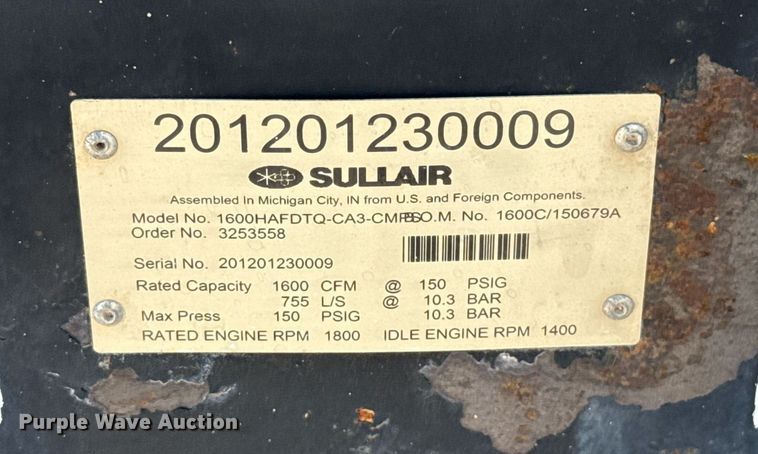 201201230009
SULLAIR
Assembled In Michigan City, IN from U.S. and Foreign Components.
Model No. 1600HAFDTQ-CA3-CMPS B.O.M. No. 1600C/150679A
Order No. 3253558
Serial No. 201201230009
Rated Capacity 1600 CFM @ 150 PSIG
755 L/S @ 10.3 BAR
Max Press 150 PSIG 10.3 BAR
RATED ENGINE RPM 1800 IDLE ENGINE RPM 1400
Purple Wave Auction